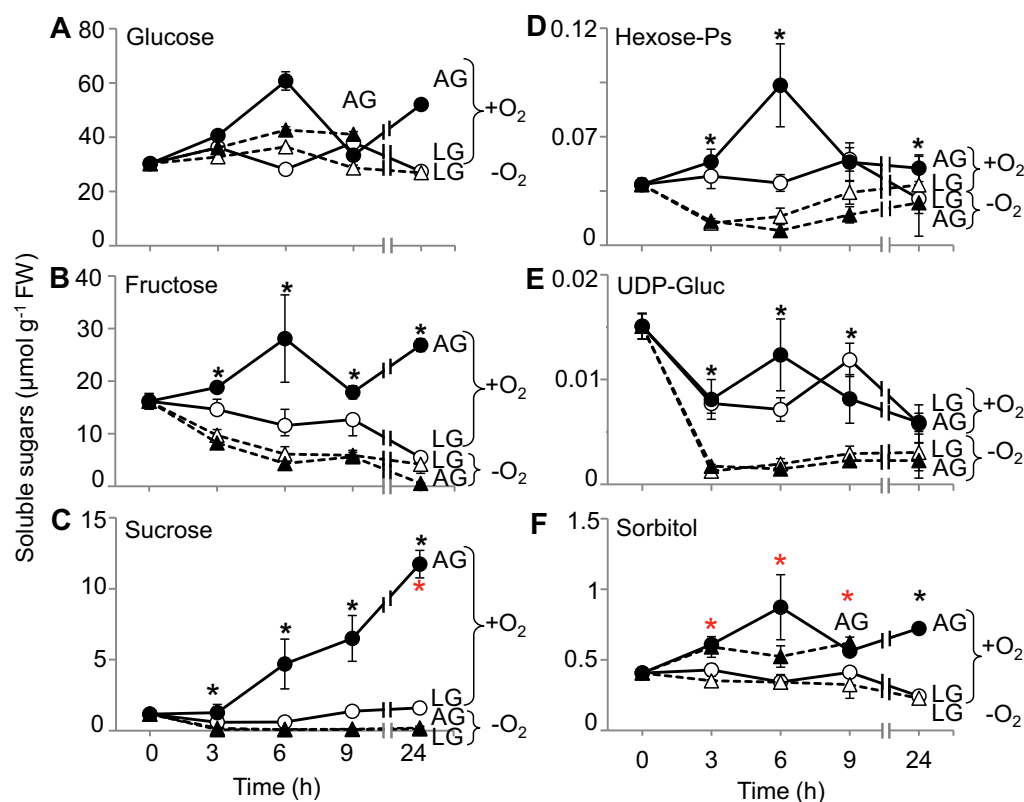 Soluble sugars (µmol g⁻¹ FW)
A
Glucose
80
60
40
20
0
AG
AG
LG
LG
+O₂
-O₂
B
Fructose
40
30
20
10
0
*
*
*
*
AG
LG
LG
AG
+O₂
-O₂
C
Sucrose
15
10
5
0
*
*
*
*
*
AG
LG
AG
LG
+O₂
-O₂
0 3 6 9 24
Time (h)
D
Hexose-Ps
0.12
0.07
0
*
*
*
AG
LG
LG
AG
+O₂
-O₂
E
UDP-Gluc
0.02
0.01
0
*
*
*
LG
AG
LG
AG
+O₂
-O₂
F
Sorbitol
1.5
1
0.5
0
*
*
*
*
AG
AG
LG
LG
+O₂
-O₂
0 3 6 9 24
Time (h)